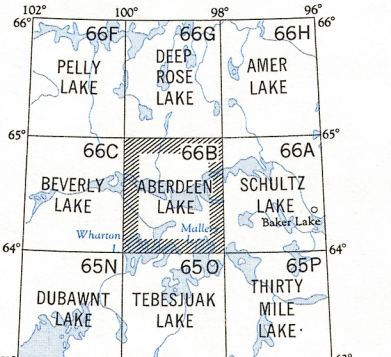 102° 100° 98° 96°
66° 66F 66G 66H 66°
PELLY
LAKE
DEEP
ROSE
LAKE
AMER
LAKE
65° 65°
66C 66B 66A
BEVERLY
LAKE
ABERDEEN
LAKE
SCHULTZ
LAKE
Baker Lake
Wharton
L
64° 64°
65N 65O 65P
DUBAWNT
LAKE
TEBESJUAK
LAKE
THIRTY
MILE
LAKE